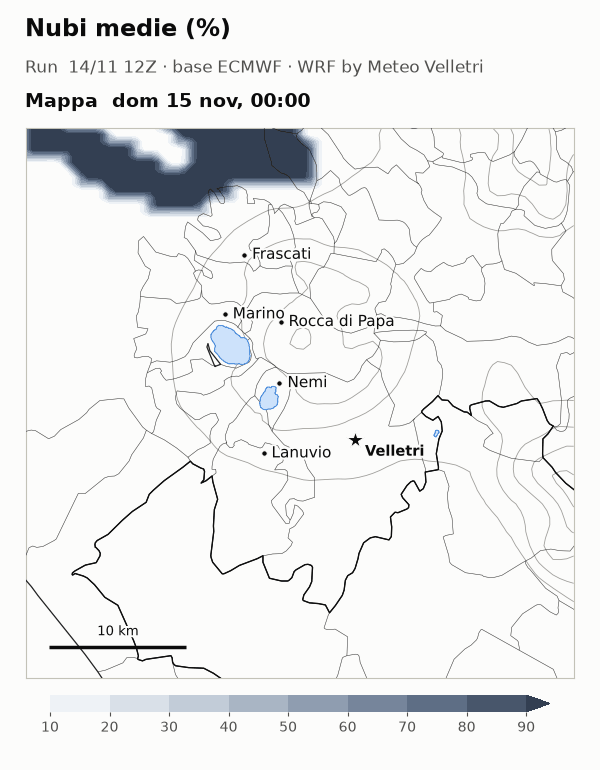 Nubi medie (%)
Run 14/11 12Z · base ECMWF · WRF by Meteo Velletri
Mappa dom 15 nov, 00:00
Frascati
Marino
Rocca di Papa
Nemi
Velletri
Lanuvio
10 km
10 20 30 40 50 60 70 80 90